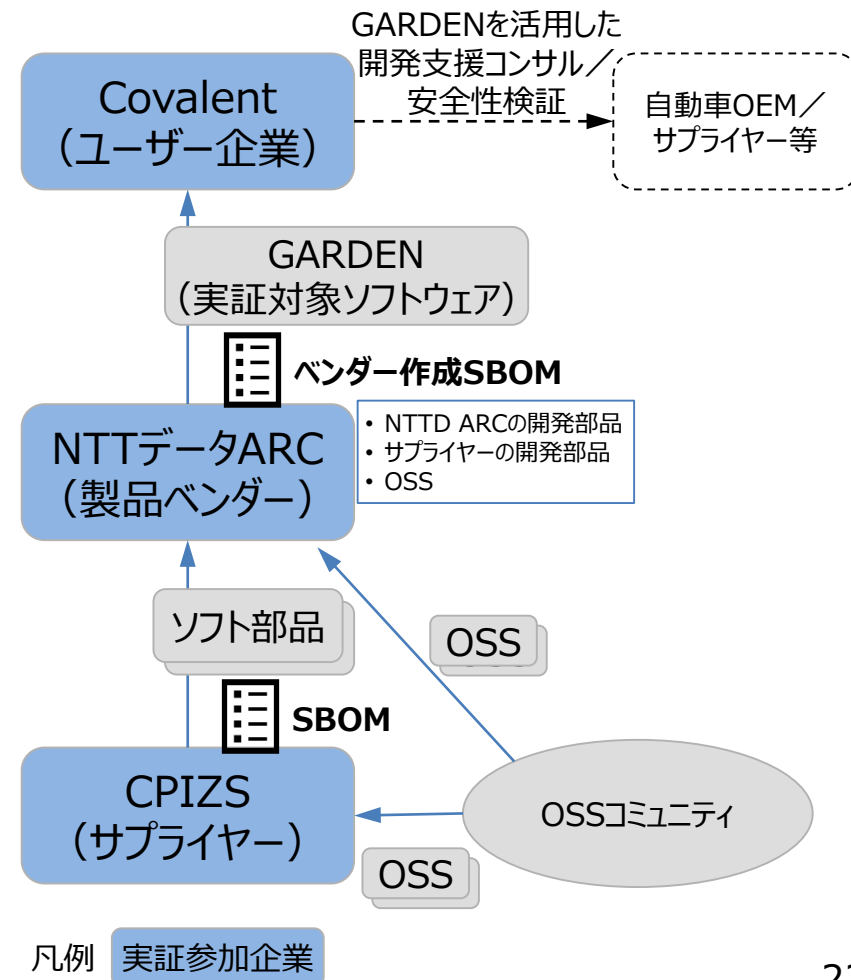 GARDENを活用した
開発支援コンサル／
安全性検証
Covalent
（ユーザー企業）
自動車OEM／
サプライヤー等
GARDEN
（実証対象ソフトウェア）
ベンダー作成SBOM
NTTデータARC
（製品ベンダー）
• NTTD ARCの開発部品
• サプライヤーの開発部品
• OSS
ソフト部品
OSS
SBOM
CPIZS
（サプライヤー）
OSSコミュニティ
OSS
凡例 実証参加企業